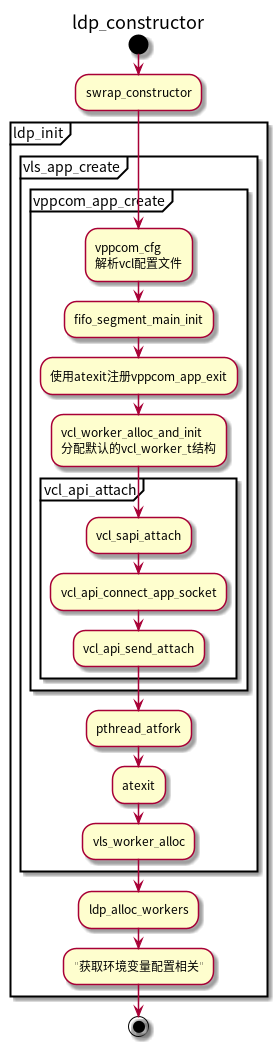 ldp_constructor
swrap_constructor
ldp_init
vls_app_create
vppcom_app_create
vppcom_cfg
解析vcl配置文件
fifo_segment_main_init
使用atexit注册vppcom_app_exit
vcl_worker_alloc_and_init
分配默认的vcl_worker_t结构
vcl_api_attach
vcl_sapi_attach
vcl_api_connect_app_socket
vcl_api_send_attach
pthread_atfork
atexit
vls_worker_alloc
ldp_alloc_workers
"获取环境变量配置相关"